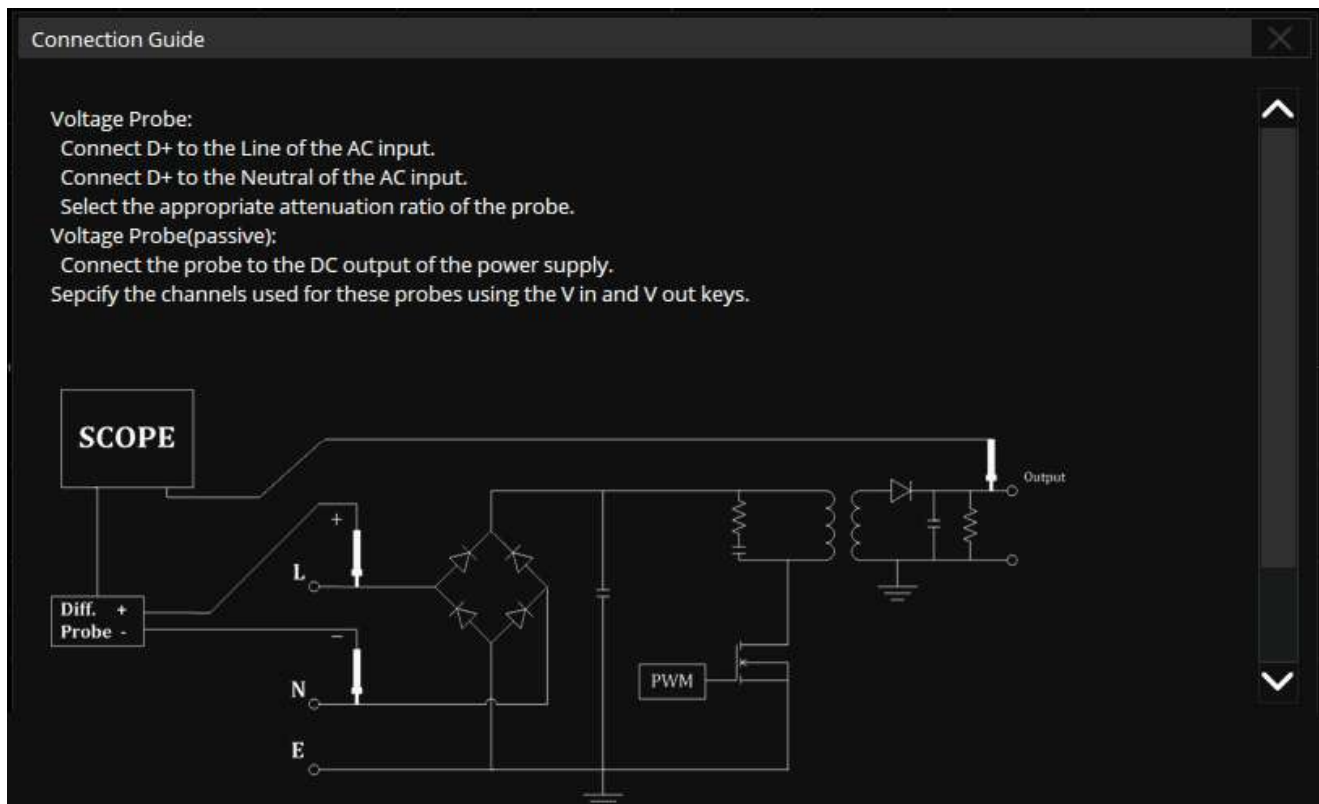 Connection Guide
Voltage Probe:
Connect D+ to the Line of the AC input.
Connect D+ to the Neutral of the AC input.
Select the appropriate attenuation ratio of the probe.
Voltage Probe(passive):
Connect the probe to the DC output of the power supply.
Sepcify the channels used for these probes using the V in and V out keys.
SCOPE
Output
+
L
Diff. +
Probe -
−
N
PWM
E